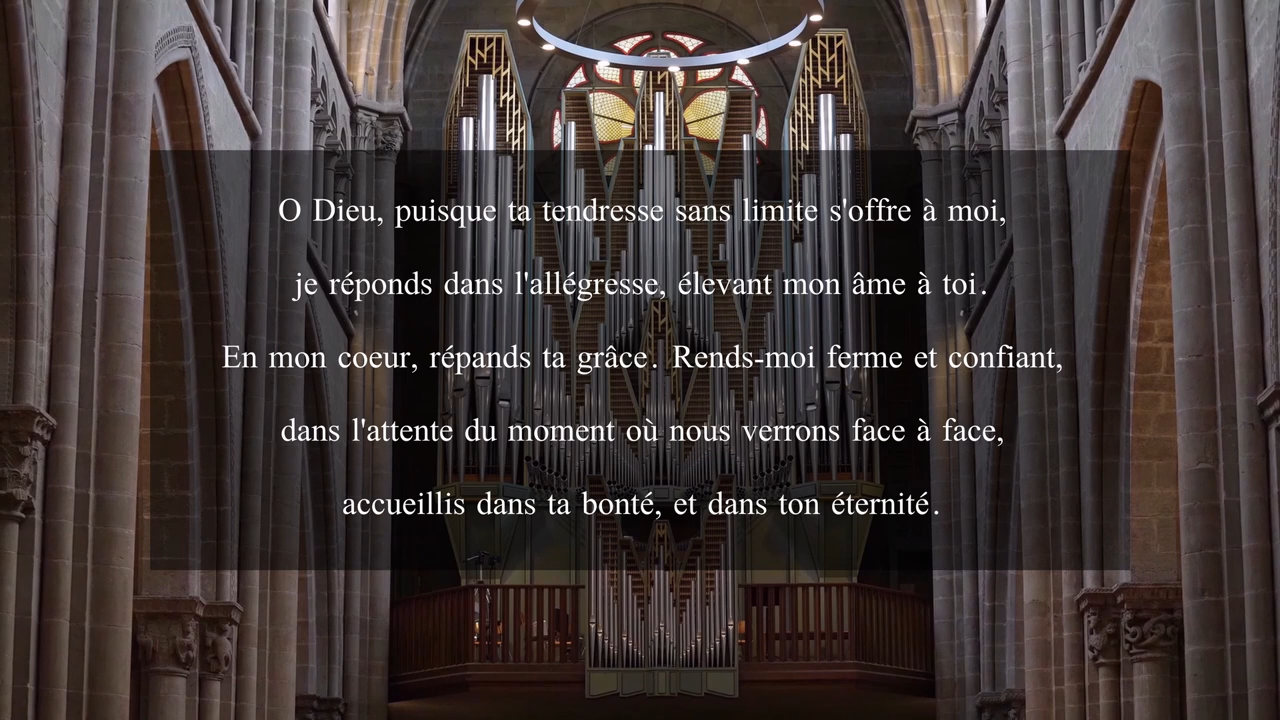 O Dieu, puisque ta tendresse sans limite s'offre à moi,
je réponds dans l'allégresse, élevant mon âme à toi.
En mon coeur, répands ta grâce. Rends-moi ferme et confiant,
dans l'attente du moment où nous verrons face à face,
accueillis dans ta bonté, et dans ton éternité.